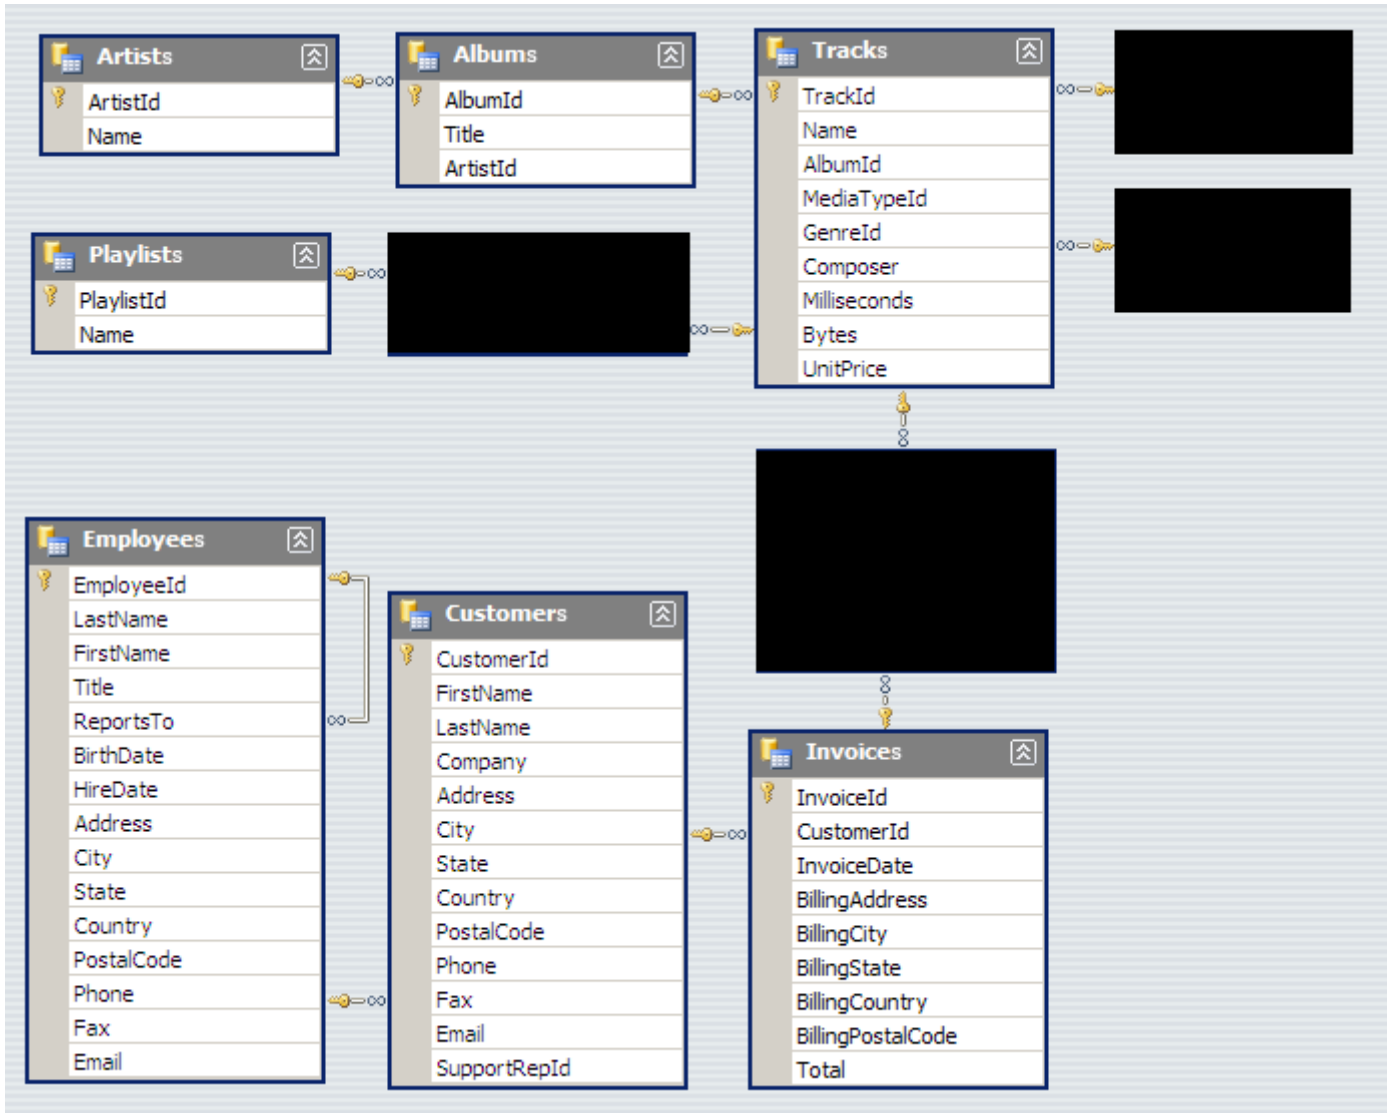 Artists
ArtistId
Name
Albums
AlbumId
Title
ArtistId
Tracks
TrackId
Name
AlbumId
MediaTypeId
GenreId
Composer
Milliseconds
Bytes
UnitPrice
Playlists
PlaylistId
Name
Employees
EmployeeId
LastName
FirstName
Title
ReportsTo
BirthDate
HireDate
Address
City
State
Country
PostalCode
Phone
Fax
Email
Customers
CustomerId
FirstName
LastName
Company
Address
City
State
Country
PostalCode
Phone
Fax
Email
SupportRepId
Invoices
InvoiceId
CustomerId
InvoiceDate
BillingAddress
BillingCity
BillingState
BillingCountry
BillingPostalCode
Total